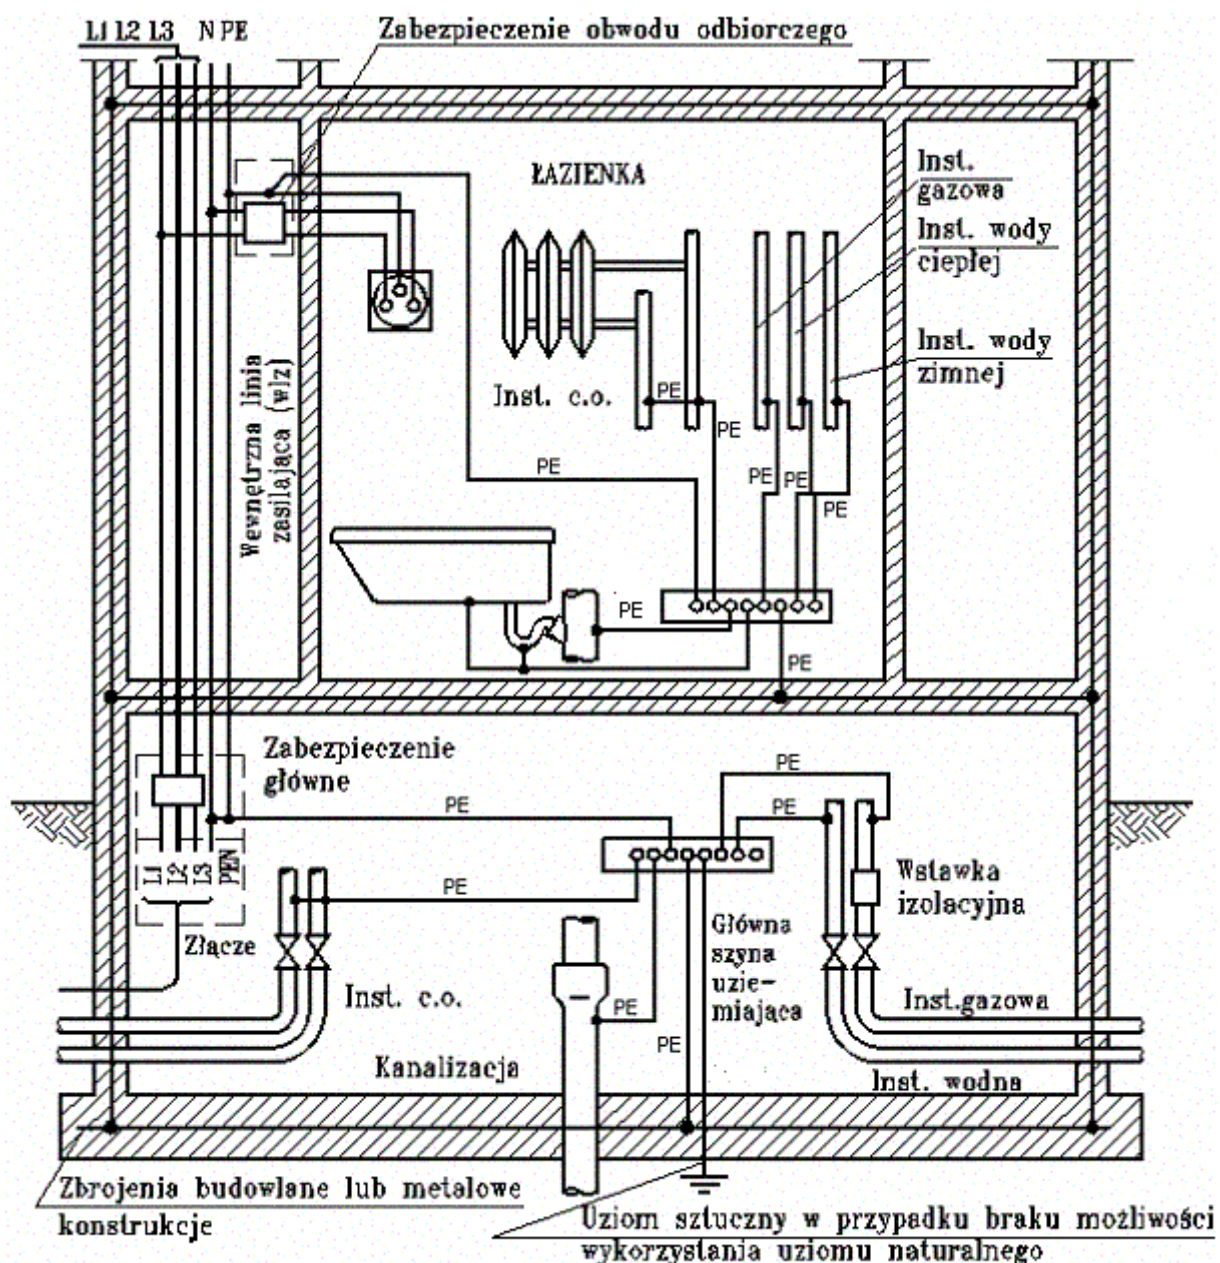 L1 L2 L3 N PE
Zabezpieczenie obwodu odbiorczego
ŁAZIENKA
Inst.
gazowa
Inst. wody
ciepłej
Inst. wody
zimnej
Wewnętrzna linia
zasilająca (wlz)
Inst. c.o.
PE
PE
PE
PE
PE
PE
PE
PE
Zabezpieczenie
główne
PE
PE
PE
L1
L2
L3
PEN
Złącze
PE
Wstawka
izolacyjna
Główna
szyna
uzie-
miająca
Inst. c.o.
PE
PE
Inst.gazowa
Kanalizacja
Inst. wodna
Zbrojenia budowlane lub metalowe
konstrukcje
Uziom sztuczny w przypadku braku możliwości
wykorzystania uziomu naturalnego